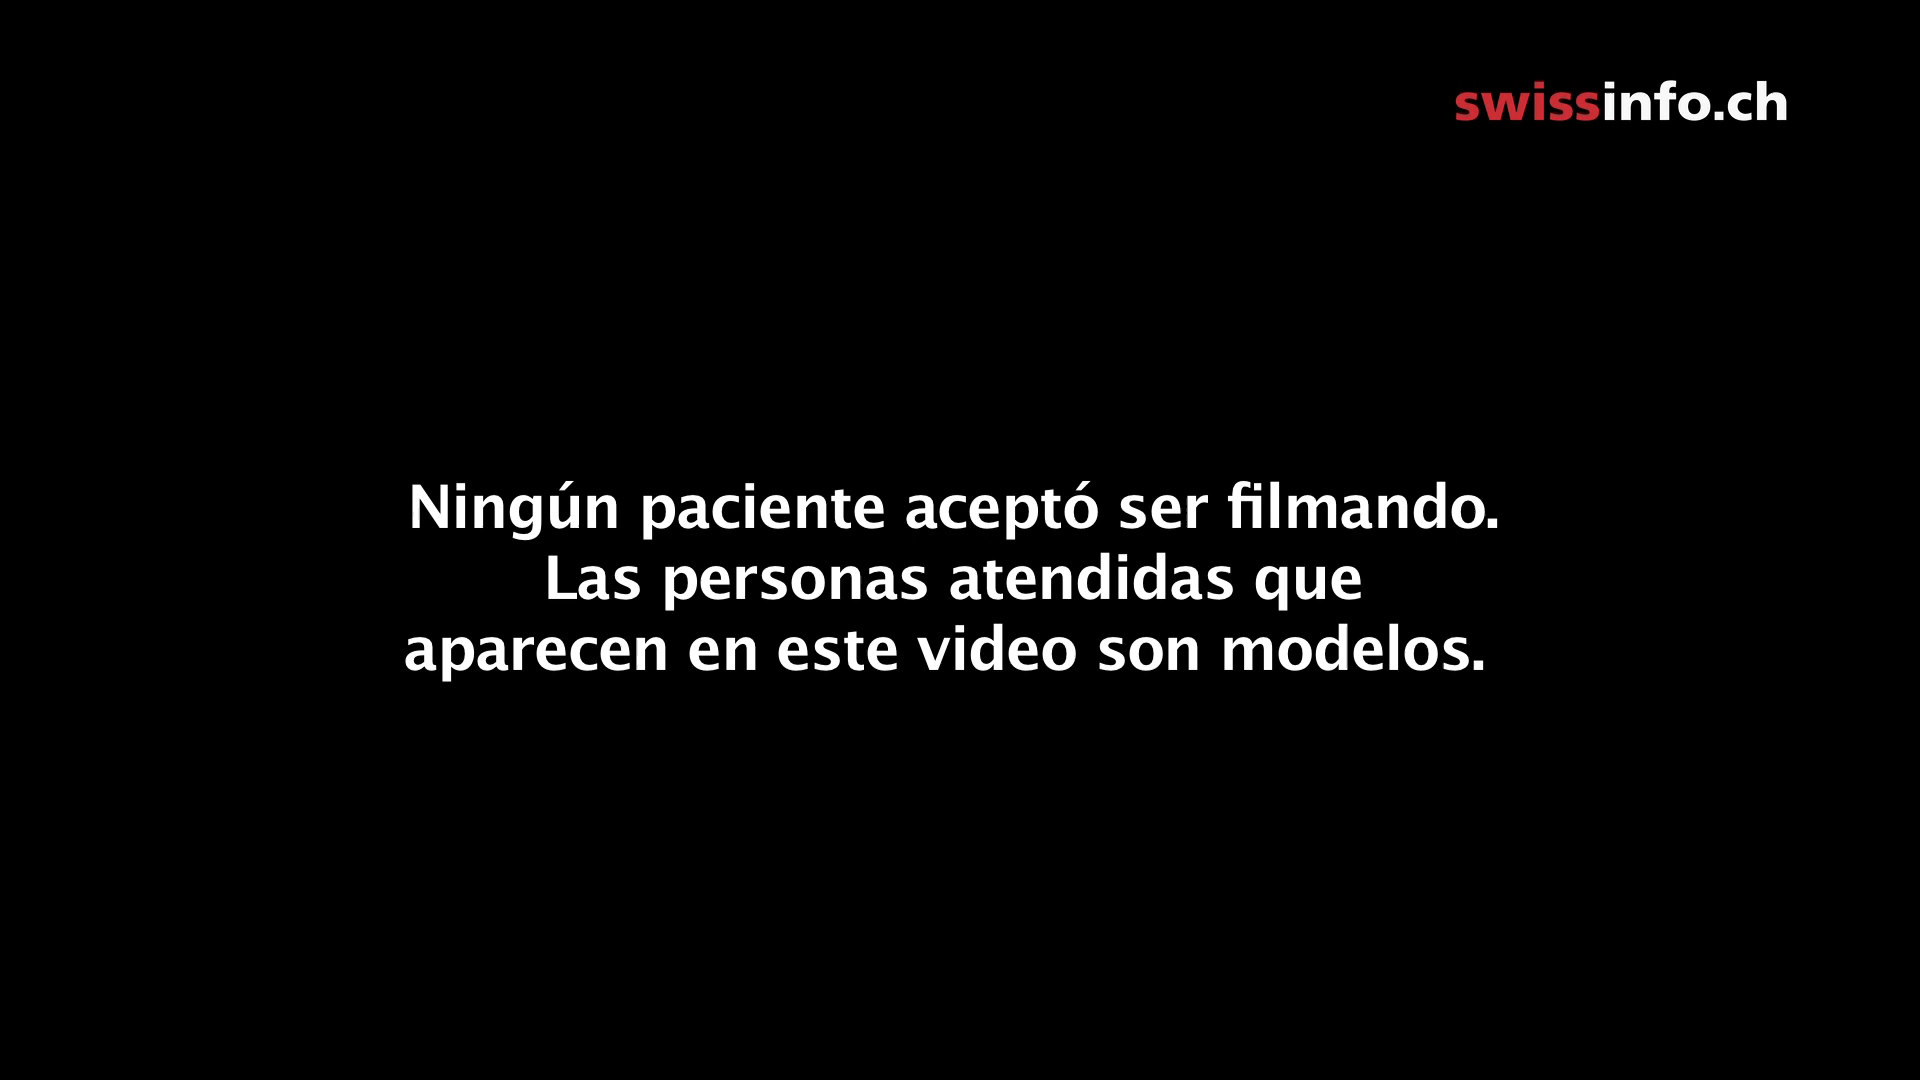 swissinfo.ch
Ningún paciente aceptó ser filmando.
Las personas atendidas que
aparecen en este video son modelos.